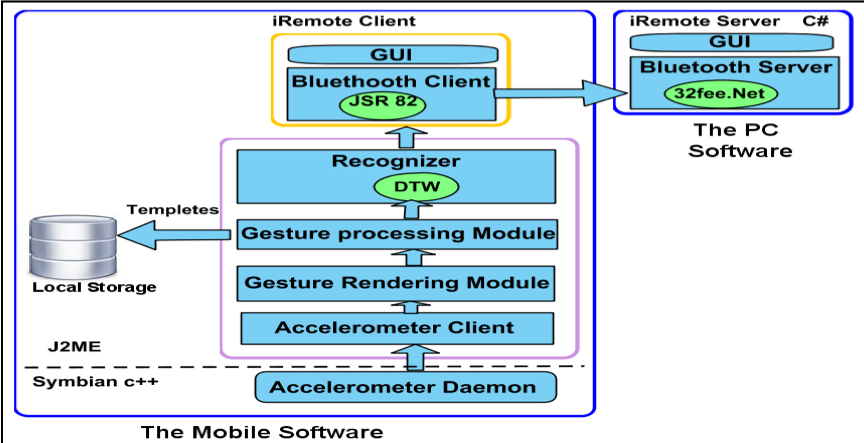 iRemote Client
GUI
Bluethooth Client
JSR 82
Recognizer
DTW
Templetes
Gesture processing Module
Local Storage
Gesture Rendering Module
Accelerometer Client
J2ME
Symbian c++
Accelerometer Daemon
The Mobile Software
iRemote Server C#
GUI
Bluetooth Server
32fee.Net
The PC
Software